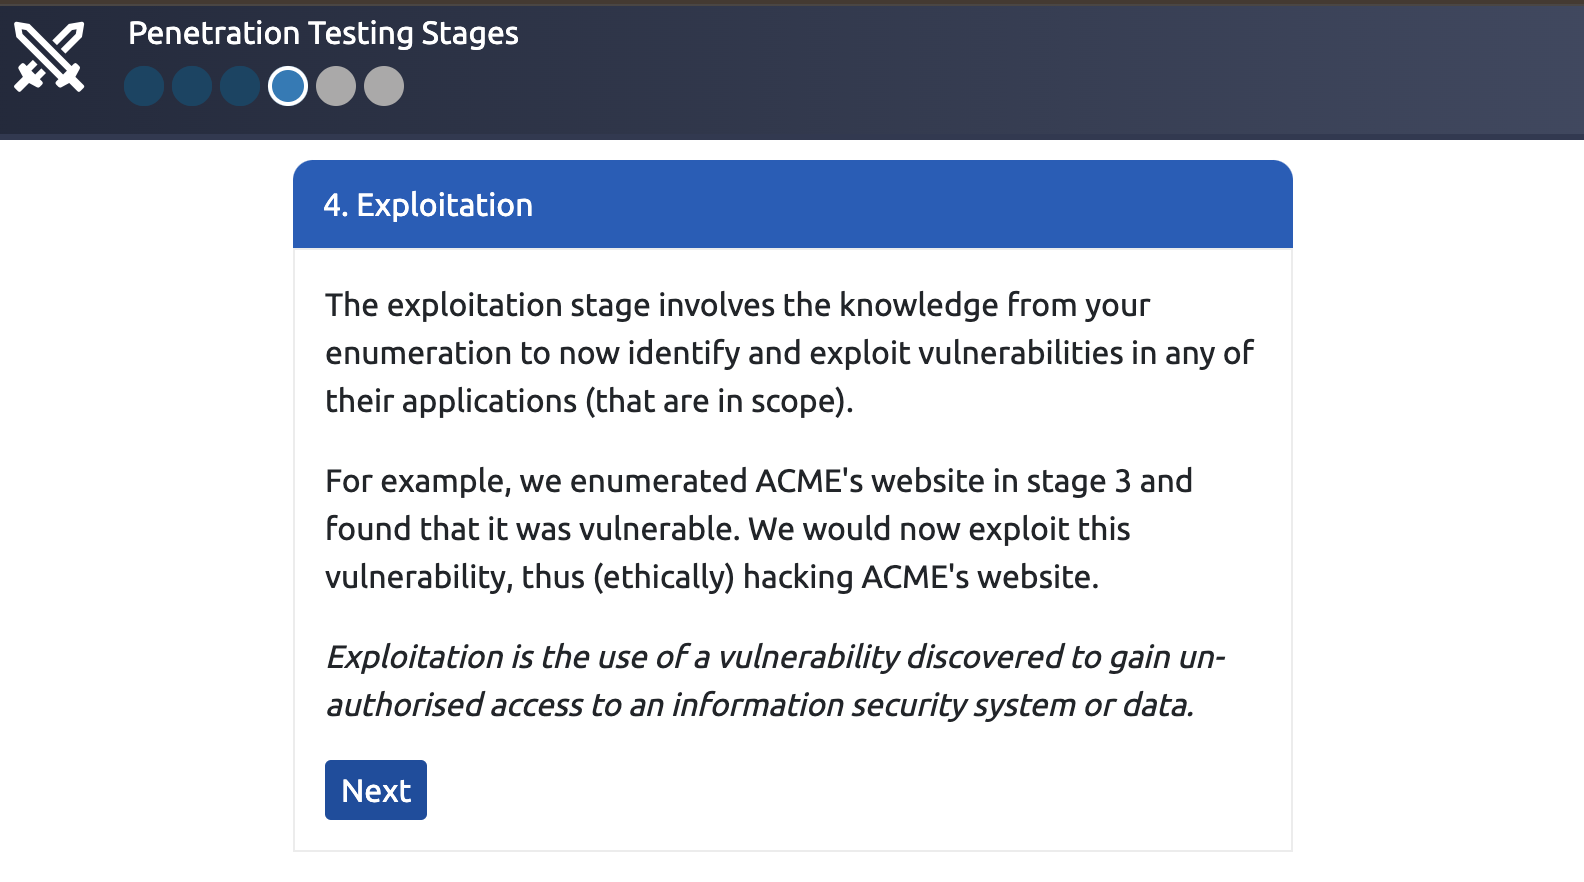 Penetration Testing Stages
4. Exploitation
The exploitation stage involves the knowledge from your
enumeration to now identify and exploit vulnerabilities in any of
their applications (that are in scope).
For example, we enumerated ACME's website in stage 3 and
found that it was vulnerable. We would now exploit this
vulnerability, thus (ethically) hacking ACME's website.
Exploitation is the use of a vulnerability discovered to gain un-
authorised access to an information security system or data.
Next